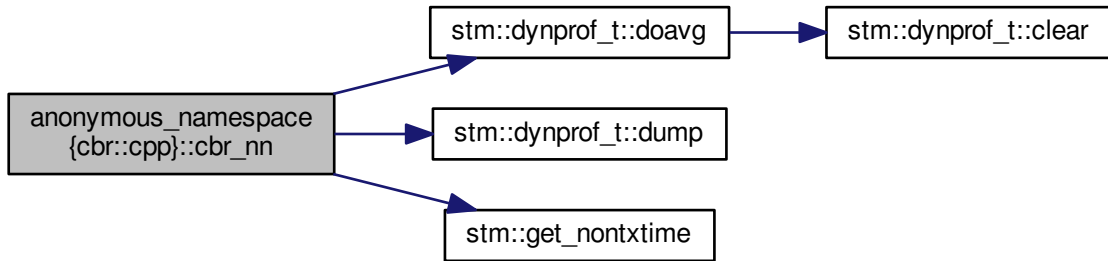 stm::dynprof_t::doavg
stm::dynprof_t::clear
anonymous_namespace
{cbr::cpp}::cbr_nn
stm::dynprof_t::dump
stm::get_nontxtime